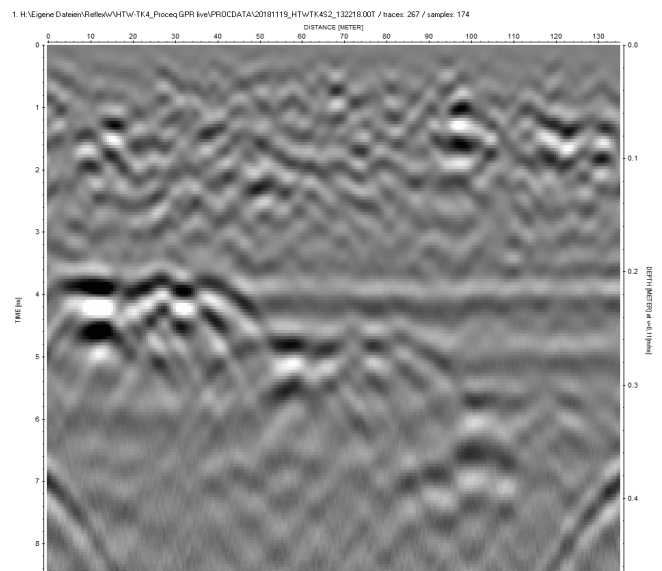 1. H:\Eigene Dateien\ReflexW\HTW-TK4_Proceq GPR live\PROCDATA\20181119_HTWTK4S2_132218.00T / traces: 267 / samples: 174
DISTANCE [METER]
0 10 20 30 40 50 60 70 80 90 100 110 120 130
0 0.0
1
0.1
2
3
0.2
4
TIME [ns]
DEPTH [METER] at v=0.11[m/ns]
5
0.3
6
7
0.4
8